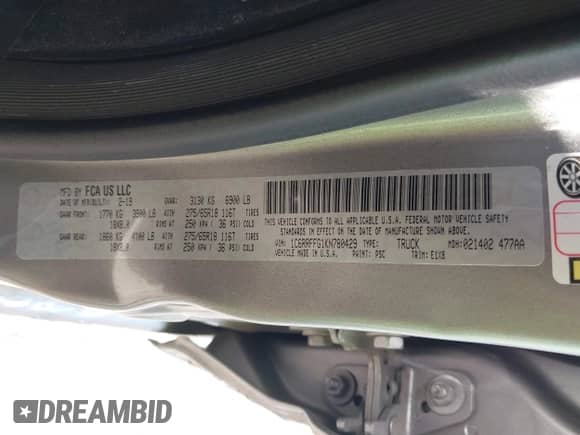 MFD BY FCA US LLC
DATE OF MFR/BUILT: 2-19 GVWR: 3130 KG 6900 LB
GAWR FRONT: 1770 KG 3900 LB WITH 275/65R18 116T TIRES
18X8.0 RIMS AT 250 KPA/ 36 PSI COLD
GAWR REAR: 1860 KG 4100 LB WITH 275/65R18 116T TIRES
18X8.0 RIMS AT 250 KPA/ 36 PSI COLD
THIS VEHICLE CONFORMS TO ALL APPLICABLE U.S.A. FEDERAL MOTOR VEHICLE SAFETY
STANDARDS IN EFFECT ON THE DATE OF MANUFACTURE SHOWN ABOVE.
VIN: 1C6RRFFG1KN780429 TYPE: TRUCK MDH: 021402 477AA
VEHICLE MADE IN U.S.A. PAINT: PSC TRIM: E1X8
DREAMBID